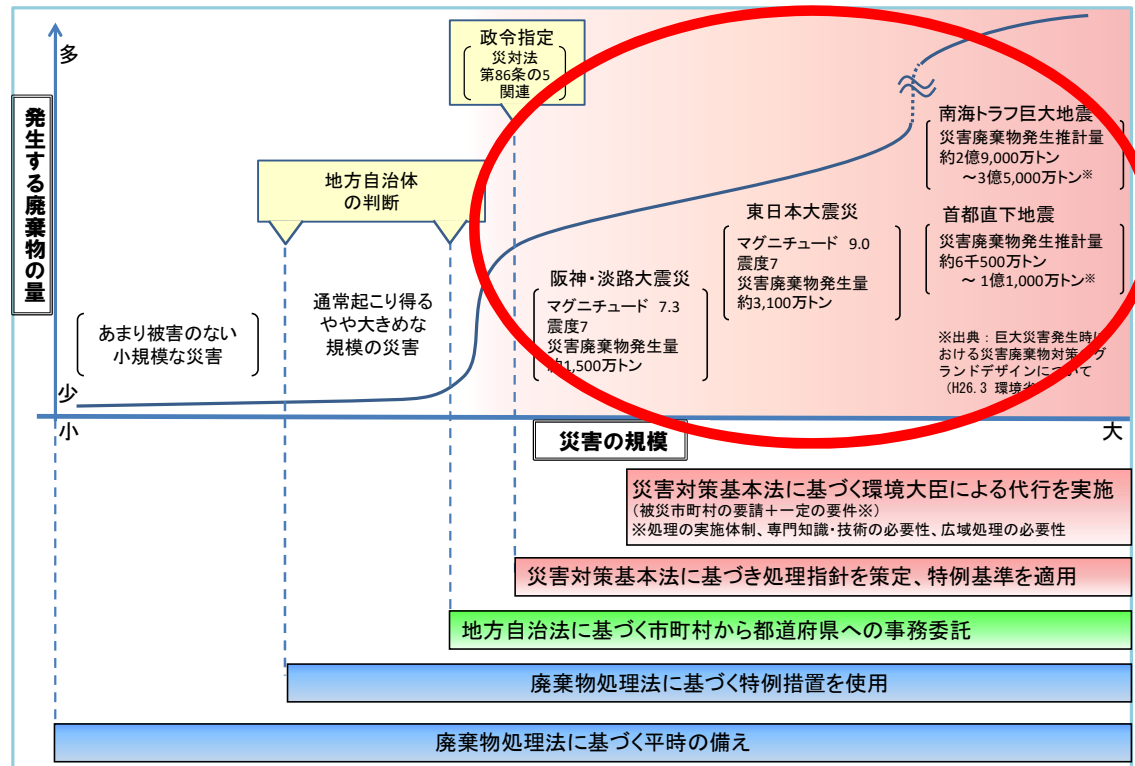 多
発生する廃棄物の量
政令指定
災対法
第86条の5
関連
地方自治体
の判断
南海トラフ巨大地震
災害廃棄物発生推計量
約2億9,000万トン
～3億5,000万トン※
東日本大震災
マグニチュード 9.0
震度7
災害廃棄物発生量
約3,100万トン
首都直下地震
災害廃棄物発生推計量
約6千500万トン
～ 1億1,000万トン※
阪神・淡路大震災
マグニチュード 7.3
震度7
災害廃棄物発生量
約1,500万トン
通常起こり得る
やや大きめな
規模の災害
あまり被害のない
小規模な災害
※出典：巨大災害発生時に
おける災害廃棄物対策
グランドデザインについて
(H26.3 環境省
少
小
災害の規模
大
災害対策基本法に基づく環境大臣による代行を実施
(被災市町村の要請＋一定の要件※)
※処理の実施体制、専門知識・技術の必要性、広域処理の必要性
災害対策基本法に基づき処理指針を策定、特例基準を適用
地方自治法に基づく市町村から都道府県への事務委託
廃棄物処理法に基づく特例措置を使用
廃棄物処理法に基づく平時の備え